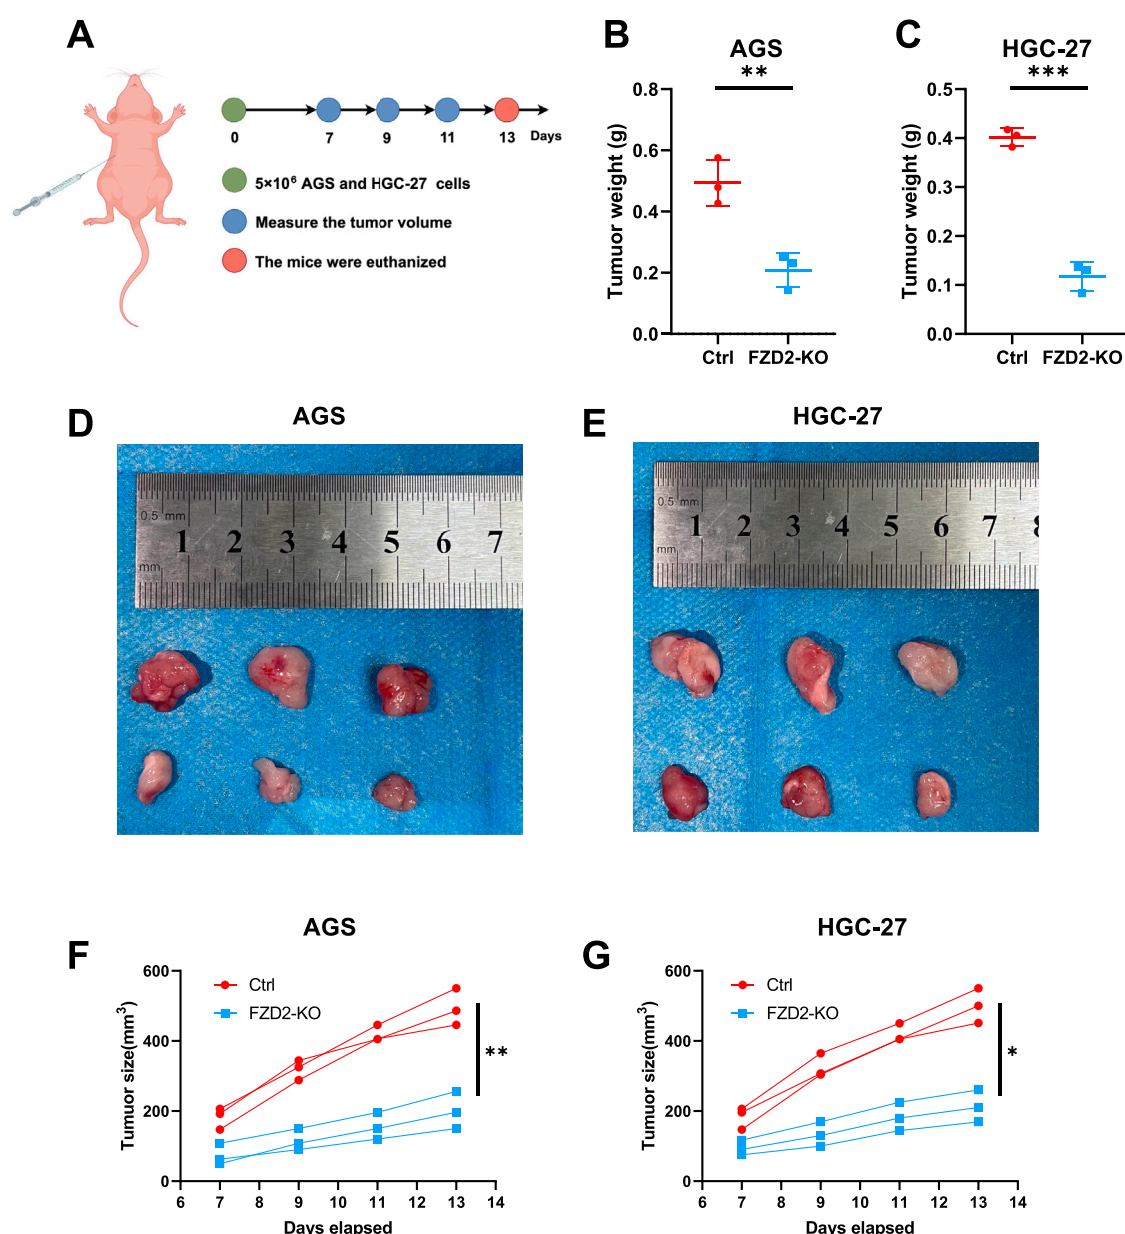 A
0
7
9
11
13
Days
5×10⁶ AGS and HGC-27 cells
Measure the tumor volume
The mice were euthanized
B
AGS
**
Tumuor weight (g)
0.8
0.6
0.4
0.2
0.0
Ctrl FZD2-KO
C
HGC-27
***
Tumuor weight (g)
0.5
0.4
0.3
0.2
0.1
0.0
Ctrl FZD2-KO
D
AGS
0.5 mm
1 2 3 4 5 6 7
mm
E
HGC-27
0.5 mm
1 2 3 4 5 6 7 8
mm
F
AGS
Tumuor size(mm³)
600
400
200
0
Ctrl
FZD2-KO
**
6 7 8 9 10 11 12 13 14
Days elapsed
G
HGC-27
Tumuor size(mm³)
600
400
200
0
Ctrl
FZD2-KO
*
6 7 8 9 10 11 12 13 14
Days elapsed